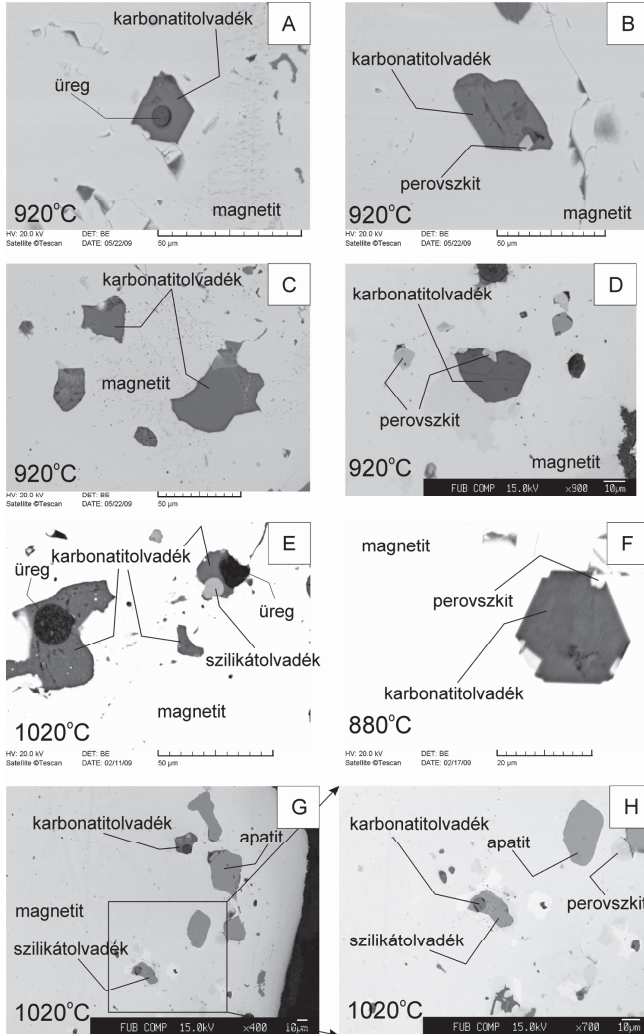 A
karbonatitolvadék
üreg
magnetit
920°C
HV: 20.0 kV DET: BE
Satellite ©Tescan DATE: 05/22/09 50 µm
B
karbonatitolvadék
perovszkit
magnetit
920°C
HV: 20.0 kV DET: BE
Satellite ©Tescan DATE: 05/22/09 50 µm
C
karbonatitolvadék
magnetit
920°C
HV: 20.0 kV DET: BE
Satellite ©Tescan DATE: 05/22/09 50 µm
D
karbonatitolvadék
perovszkit
magnetit
920°C
FUB COMP 15.0kV x900 10µm
E
karbonatitolvadék
üreg
üreg
szilikátolvadék
magnetit
1020°C
HV: 20.0 kV DET: BE
Satellite ©Tescan DATE: 02/11/09 50 µm
F
magnetit
perovszkit
karbonatitolvadék
880°C
HV: 20.0 kV DET: BE
Satellite ©Tescan DATE: 02/17/09 20 µm
G
karbonatitolvadék
apatit
magnetit
szilikátolvadék
1020°C
FUB COMP 15.0kV x400 10µm
H
karbonatitolvadék
apatit
perovszkit
szilikátolvadék
1020°C
FUB COMP 15.0kV x700 10µm